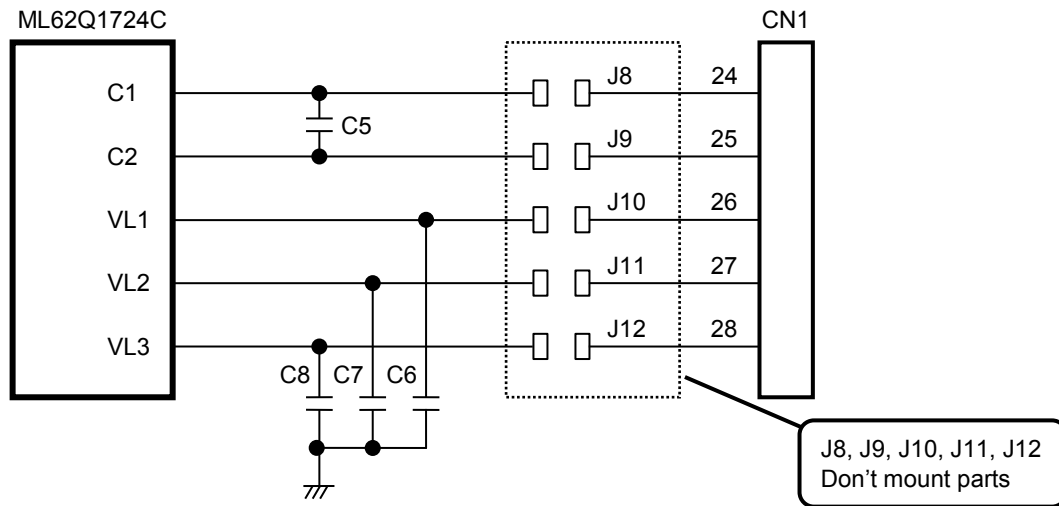 ML62Q1724C
CN1
C1
J8
24
C5
C2
J9
25
VL1
J10
26
VL2
J11
27
VL3
J12
28
C8
C7
C6
J8, J9, J10, J11, J12
Don’t mount parts